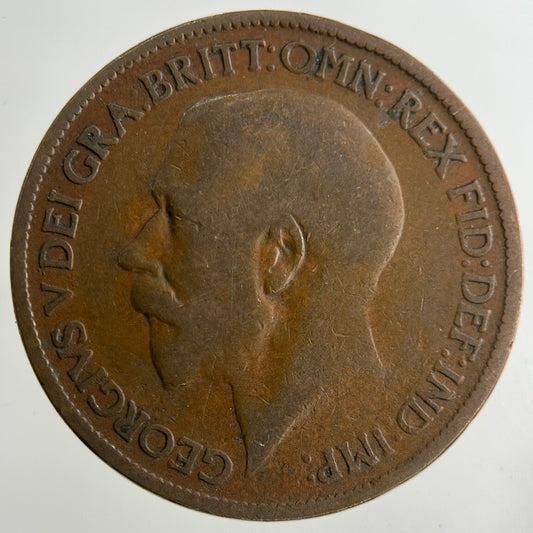 GEORGIVS V DEI GRA: BRITT: OMN: REX FID: DEF: IND: IMP: